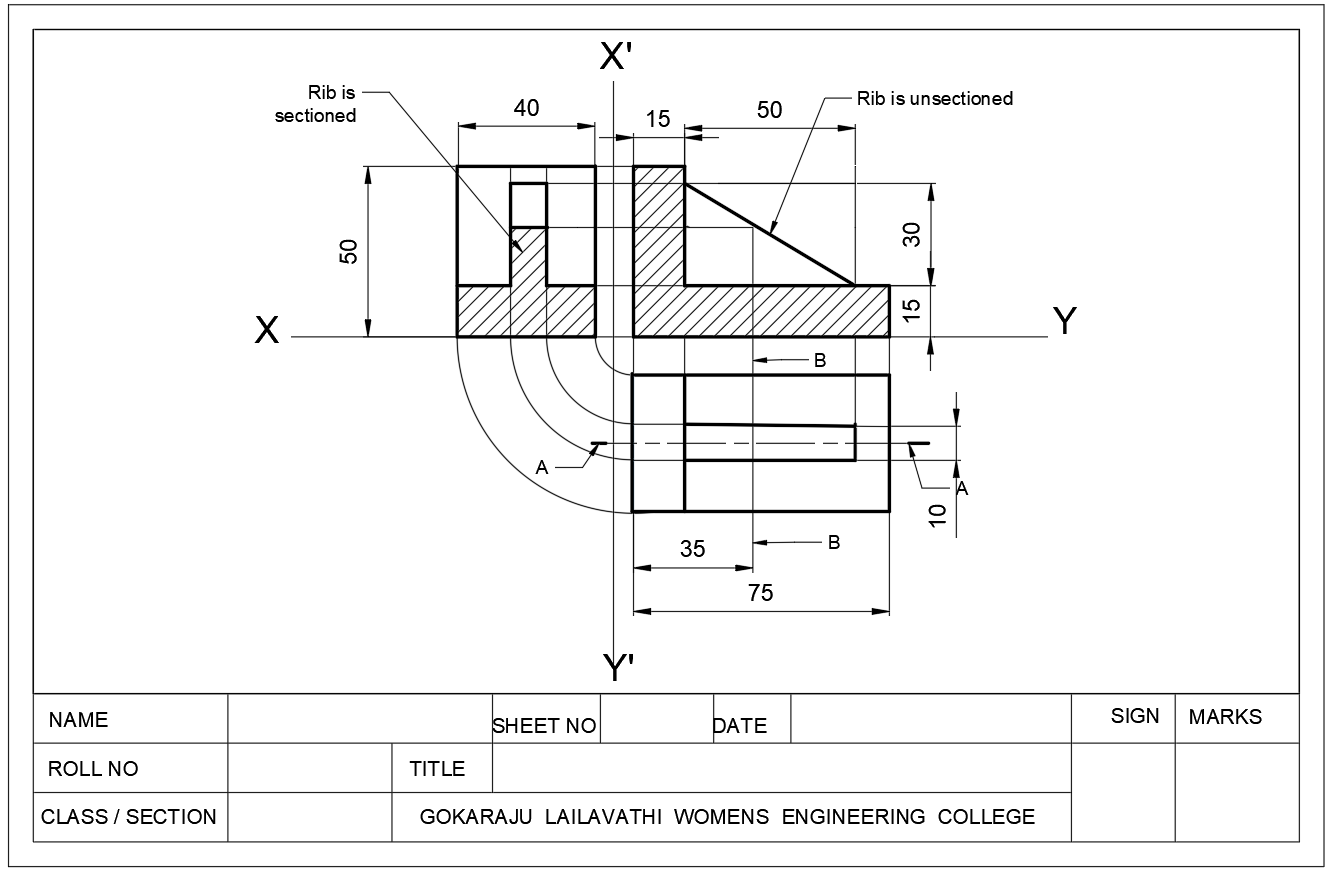 X'
Rib is
sectioned
40
15
50
Rib is unsectioned
50
30
15
X
Y
B
A
A
10
35
B
75
Y'
NAME
SHEET NO
DATE
SIGN
MARKS
ROLL NO
TITLE
CLASS / SECTION
GOKARAJU LAILAVATHI WOMENS ENGINEERING COLLEGE